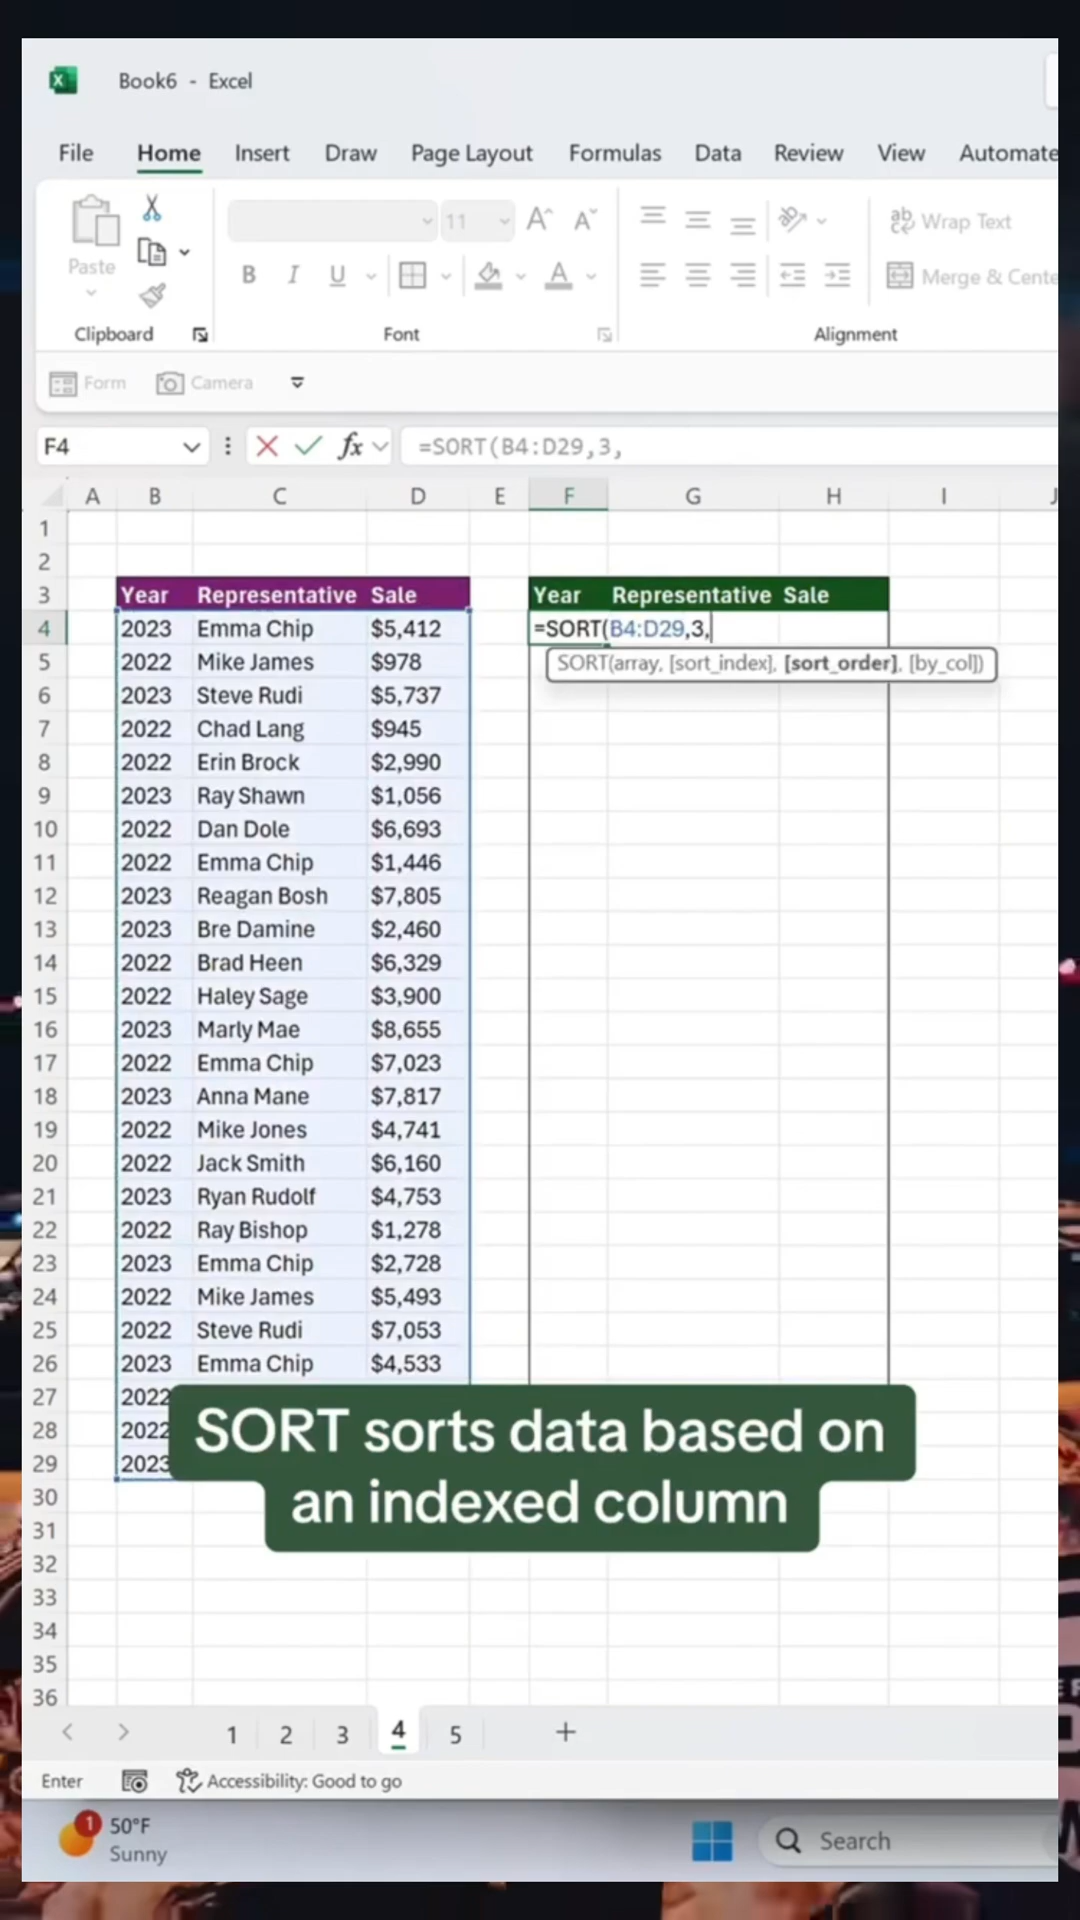 Book6 - Excel
File Home Insert Draw Page Layout Formulas Data Review View Automate
11
Wrap Text
Paste
B I U A
Merge & Cente
Clipboard Font Alignment
Form Camera
F4 fx =SORT(B4:D29,3,
A B C D E F G H I J
1
2
3 Year Representative Sale Year Representative Sale
4 2023 Emma Chip $5,412 =SORT(B4:D29,3,
SORT(array, [sort_index], [sort_order], [by_col])
5 2022 Mike James $978
6 2023 Steve Rudi $5,737
7 2022 Chad Lang $945
8 2022 Erin Brock $2,990
9 2023 Ray Shawn $1,056
10 2022 Dan Dole $6,693
11 2022 Emma Chip $1,446
12 2023 Reagan Bosh $7,805
13 2023 Bre Damine $2,460
14 2022 Brad Heen $6,329
15 2022 Haley Sage $3,900
16 2023 Marly Mae $8,655
17 2022 Emma Chip $7,023
18 2023 Anna Mane $7,817
19 2022 Mike Jones $4,741
20 2022 Jack Smith $6,160
21 2023 Ryan Rudolf $4,753
22 2022 Ray Bishop $1,278
23 2023 Emma Chip $2,728
24 2022 Mike James $5,493
25 2022 Steve Rudi $7,053
26 2023 Emma Chip $4,533
27 2022
28 2022
29 2023
SORT sorts data based on
an indexed column
30
31
32
33
34
35
36
1 2 3 4 5
Enter Accessibility: Good to go
1 50°F
Sunny
Search